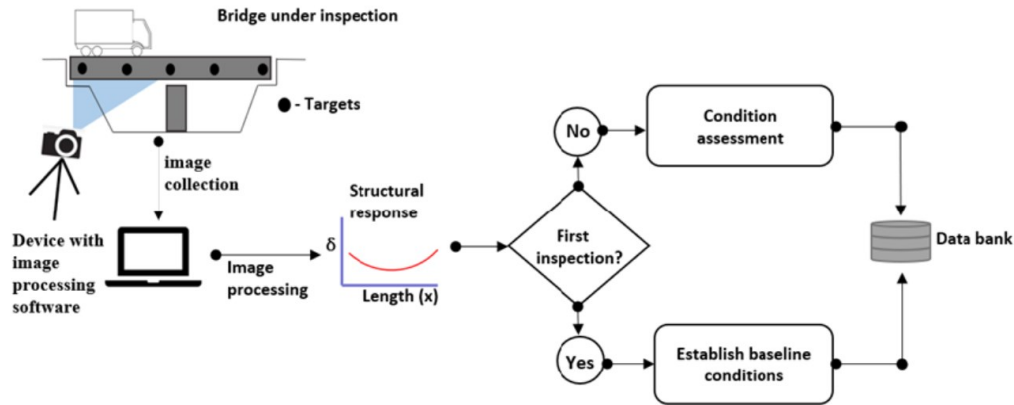 Bridge under inspection
- Targets
image
collection
Device with
image
processing
software
Image
processing
Structural
response
δ
Length (x)
First
inspection?
No
Condition
assessment
Yes
Establish baseline
conditions
Data bank